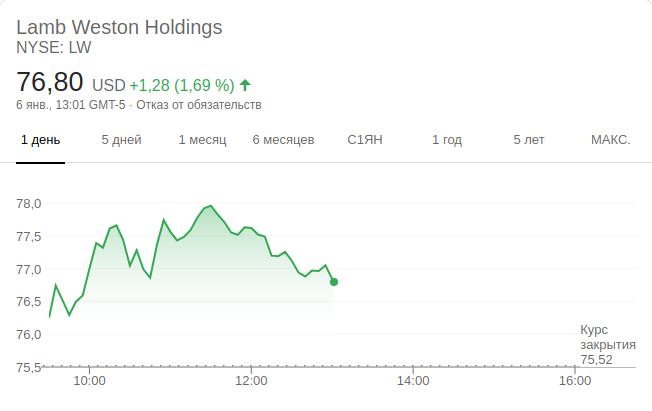 Lamb Weston Holdings
NYSE: LW
76,80 USD +1,28 (1,69 %)
6 янв., 13:01 GMT-5 · Отказ от обязательств
1 день 5 дней 1 месяц 6 месяцев С1ЯН 1 год 5 лет МАКС.
78,0
77,5
77,0
76,5
76,0
75,5
Курс
закрытия
75,52
10:00 12:00 14:00 16:00